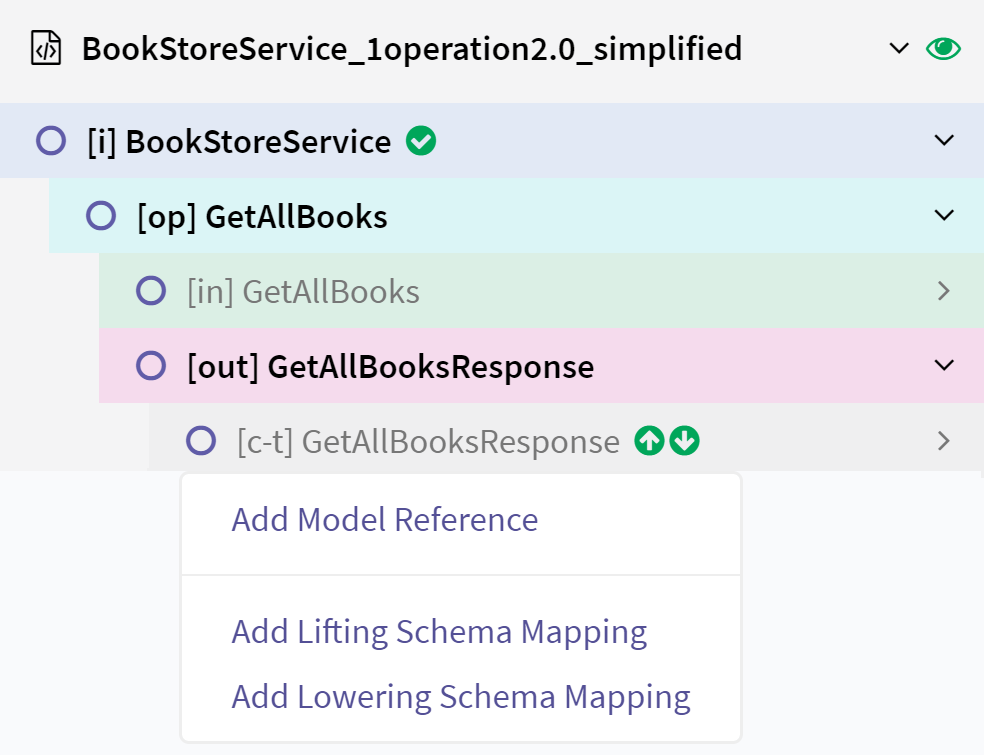 BookStoreService_1operation2.0_simplified
[i] BookStoreService
[op] GetAllBooks
[in] GetAllBooks
[out] GetAllBooksResponse
[c-t] GetAllBooksResponse
Add Model Reference
Add Lifting Schema Mapping
Add Lowering Schema Mapping